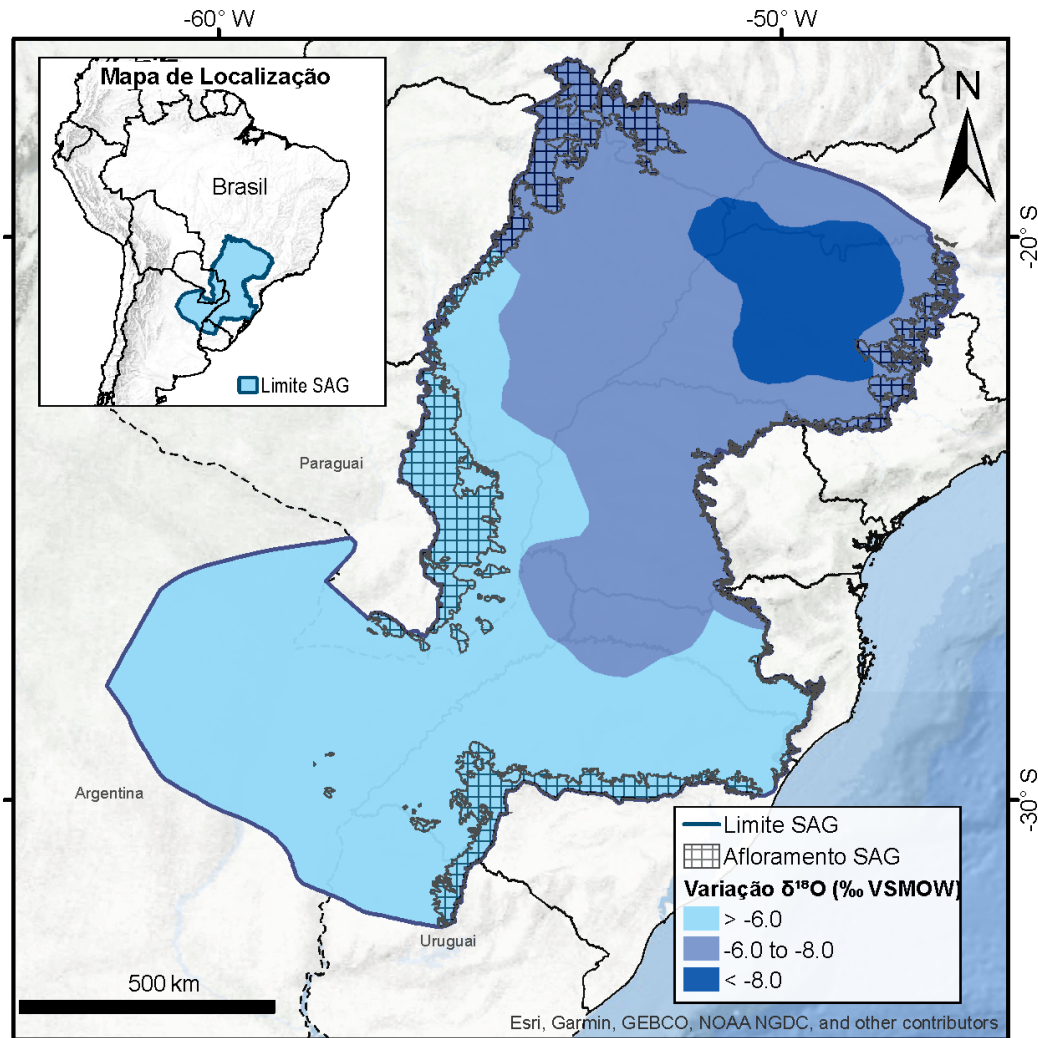 -60° W
-50° W
Mapa de Localização
Brasil
Limite SAG
N
-20° S
Paraguai
Argentina
-30° S
Uruguai
Limite SAG
Afloramento SAG
Variação δ¹⁸O (‰ VSMOW)
> -6.0
-6.0 to -8.0
< -8.0
500 km
Esri, Garmin, GEBCO, NOAA NGDC, and other contributors